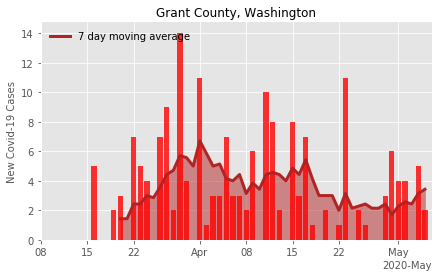 Grant County, Washington
7 day moving average
New Covid-19 Cases
14
12
10
8
6
4
2
0
08
15
22
Apr
08
15
22
May
2020-May